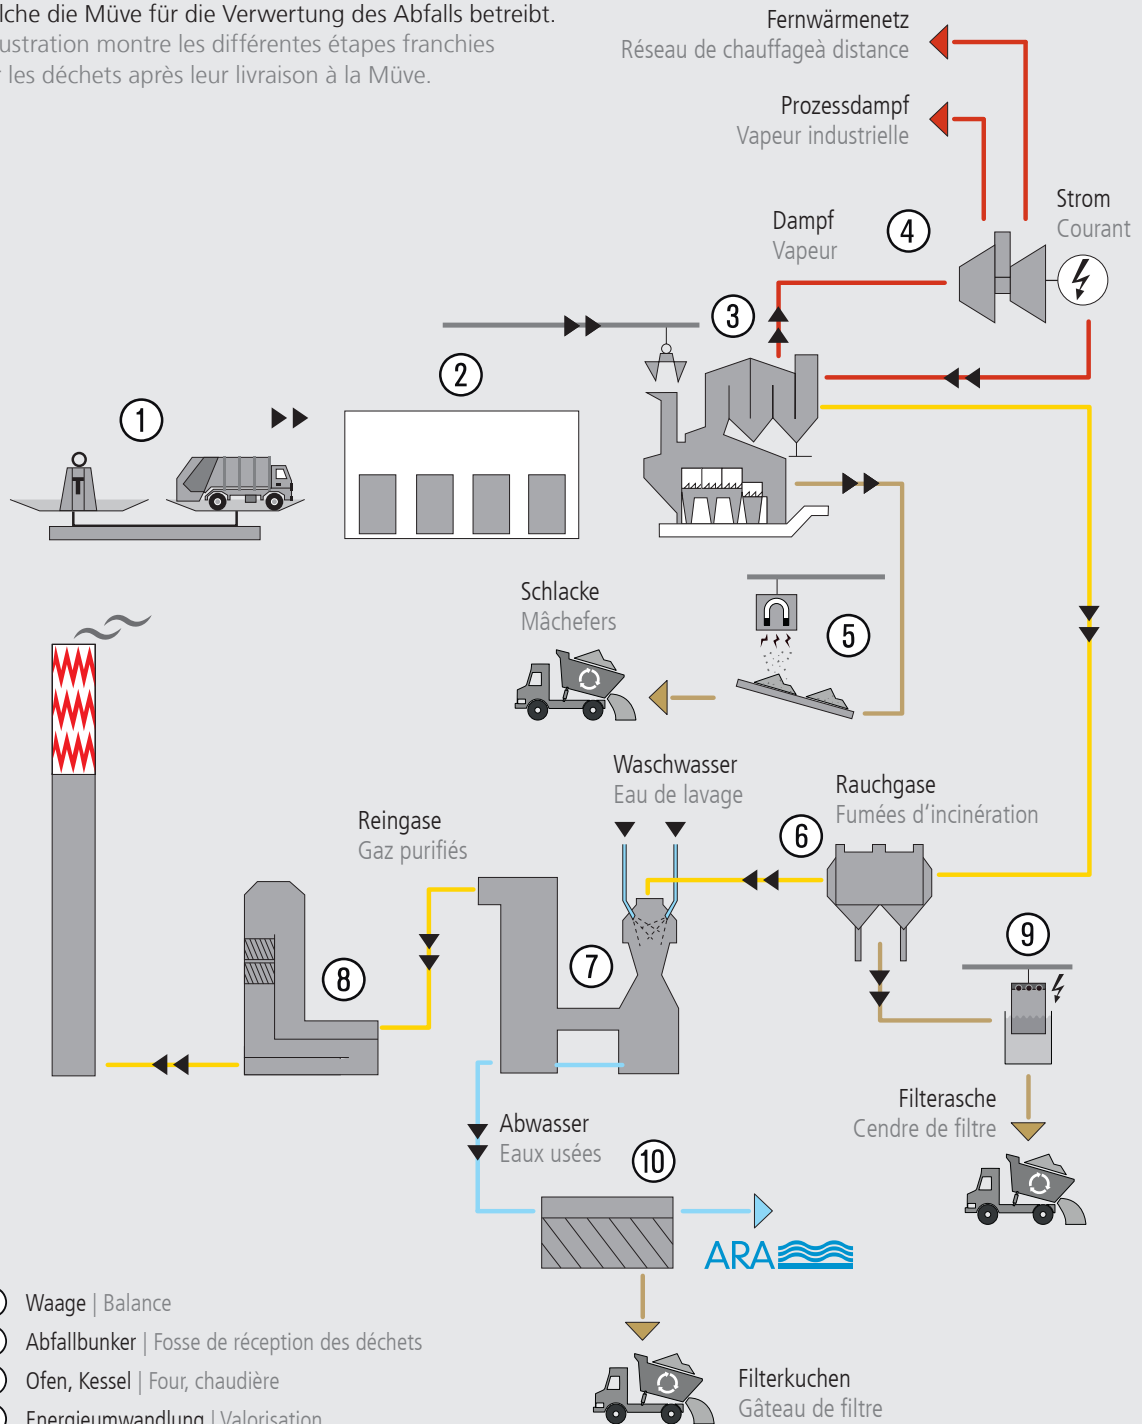 die Müve für die Verwertung des Abfalls betreibt.
montre les différentes étapes franchies
les déchets après leur livraison à la Müve.
Fernwärmenetz
Réseau de chauffageà distance
Prozessdampf
Vapeur industrielle
Strom
Courant
Dampf
Vapeur
4
3
2
1
Schlacke
Mâchefers
5
Waschwasser
Eau de lavage
Rauchgase
Fumées d'incinération
6
Reingase
Gaz purifiés
7
8
9
Filterasche
Cendre de filtre
Abwasser
Eaux usées
10
ARA
Waage | Balance
Abfallbunker | Fosse de réception des déchets
Ofen, Kessel | Four, chaudière
Energieumwandlung | Valorisation
Filterkuchen
Gâteau de filtre